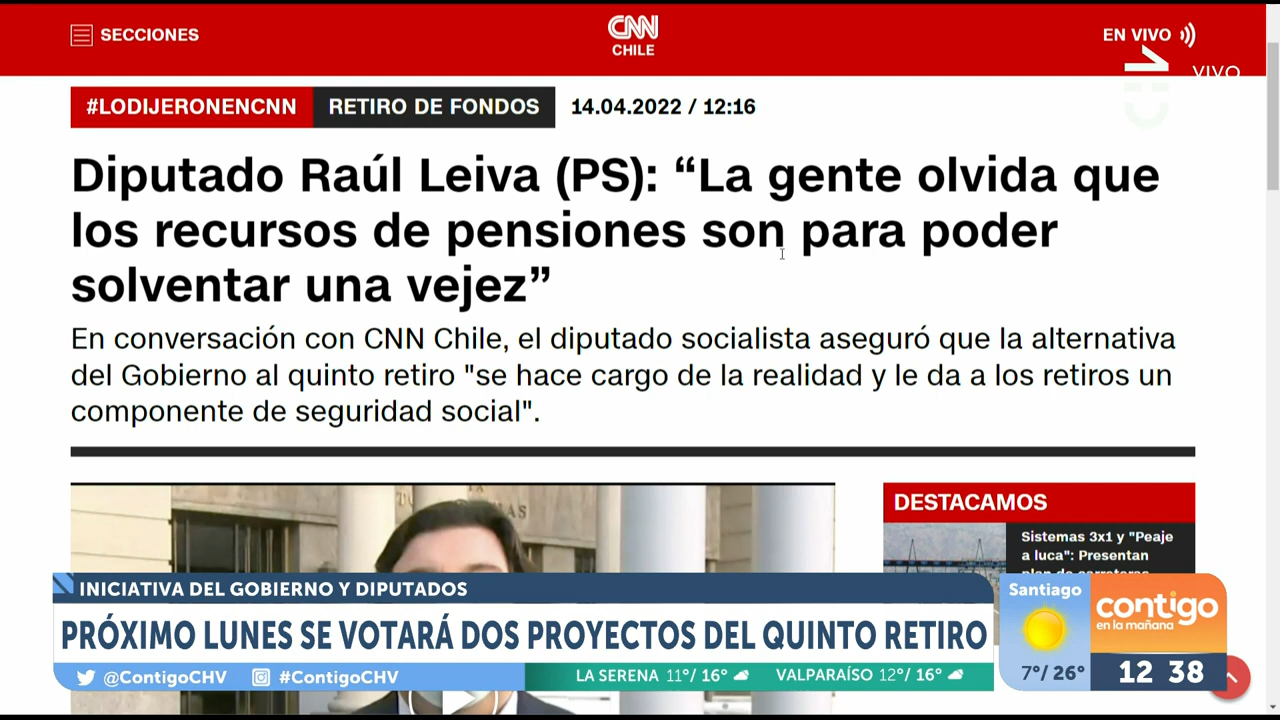 SECCIONES
CNN
CHILE
EN VIVO
VIVO
#LODIJERONENCNN
RETIRO DE FONDOS
14.04.2022 / 12:16
Diputado Raúl Leiva (PS): “La gente olvida que
los recursos de pensiones son para poder
solventar una vejez”
En conversación con CNN Chile, el diputado socialista aseguró que la alternativa
del Gobierno al quinto retiro "se hace cargo de la realidad y le da a los retiros un
componente de seguridad social".
DESTACAMOS
Sistemas 3x1 y "Peaje
a luca": Presentan
INICIATIVA DEL GOBIERNO Y DIPUTADOS
PRÓXIMO LUNES SE VOTARÁ DOS PROYECTOS DEL QUINTO RETIRO
@ContigoCHV
#ContigoCHV
LA SERENA 11°/ 16°
VALPARAÍSO 12°/ 16°
Santiago
7°/ 26°
contigo
en la mañana
12 38